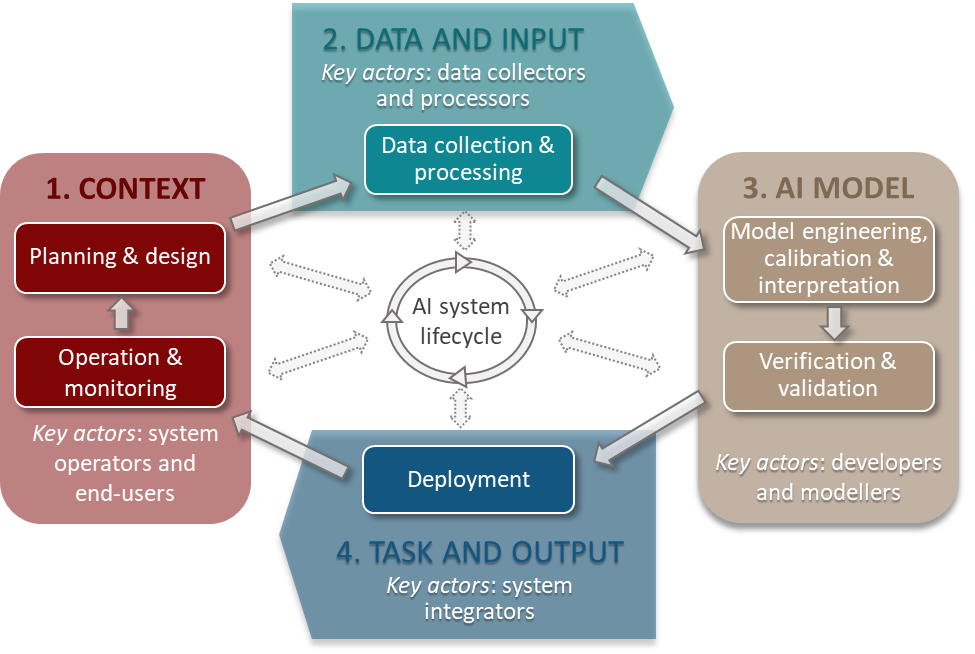 2. DATA AND INPUT
Key actors: data collectors
and processors
Data collection &
processing
1. CONTEXT
Planning & design
Operation &
monitoring
Key actors: system
operators and
end-users
AI system
lifecycle
3. AI MODEL
Model engineering,
calibration &
interpretation
Verification &
validation
Key actors: developers
and modellers
Deployment
4. TASK AND OUTPUT
Key actors: system
integrators